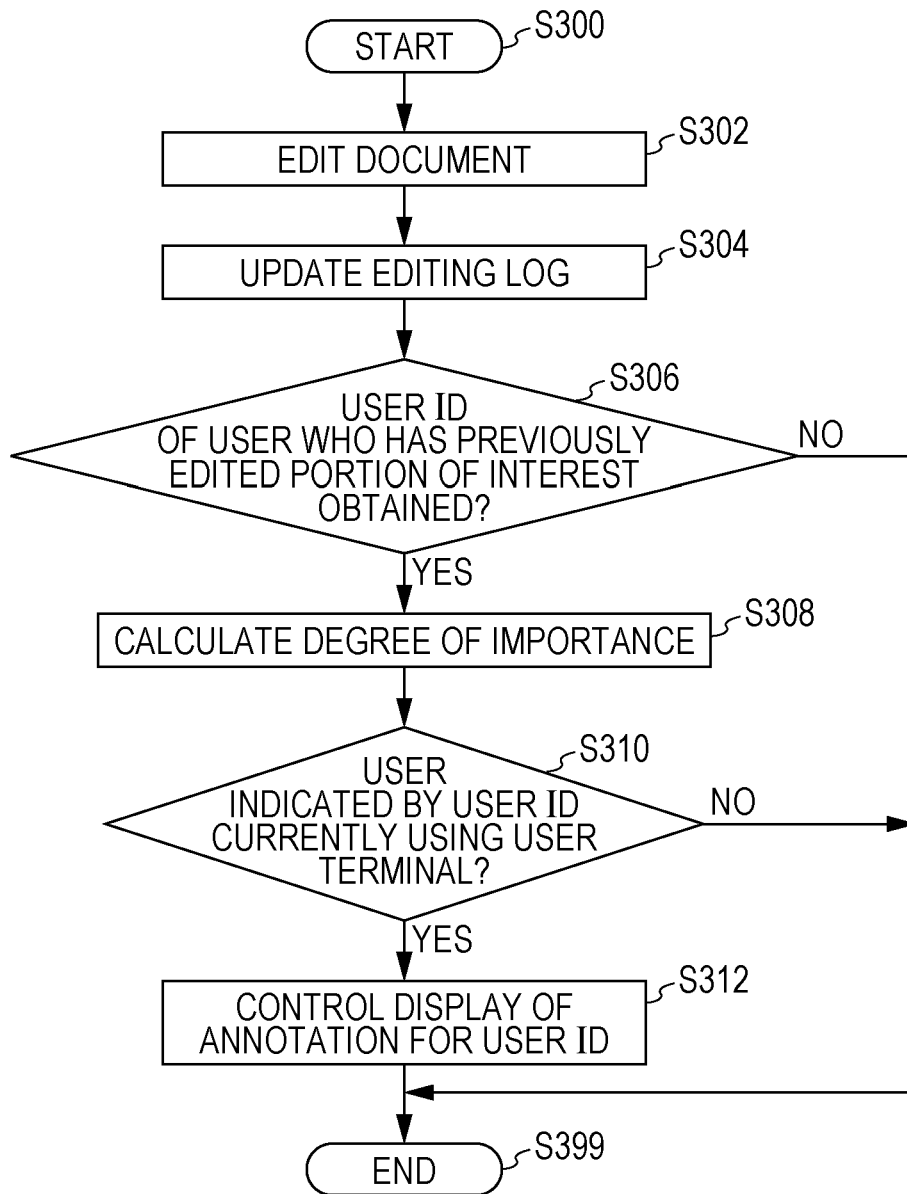 START
S300
EDIT DOCUMENT
S302
UPDATE EDITING LOG
S304
USER ID
OF USER WHO HAS PREVIOUSLY
EDITED PORTION OF INTEREST
OBTAINED?
S306
NO
YES
CALCULATE DEGREE OF IMPORTANCE
S308
USER
INDICATED BY USER ID
CURRENTLY USING USER
TERMINAL?
S310
NO
YES
CONTROL DISPLAY OF
ANNOTATION FOR USER ID
S312
END
S399